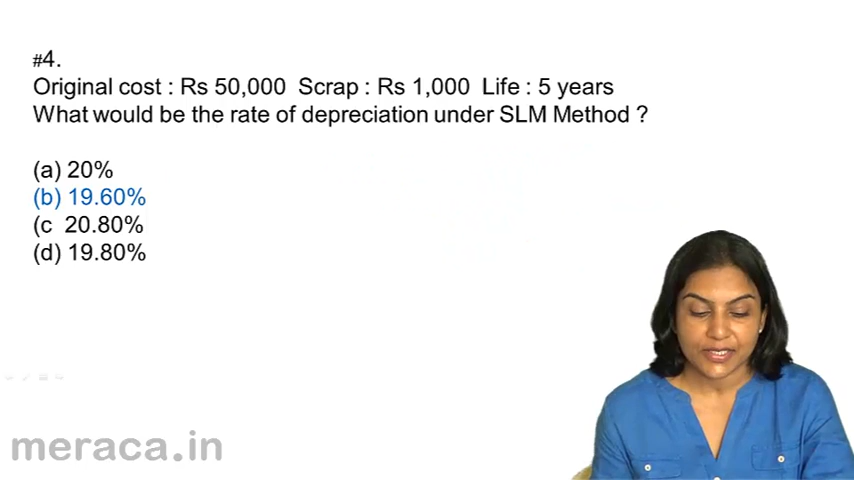 #4.
Original cost : Rs 50,000 Scrap : Rs 1,000 Life : 5 years
What would be the rate of depreciation under SLM Method ?
(a) 20%
(b) 19.60%
(c 20.80%
(d) 19.80%
meraca.in